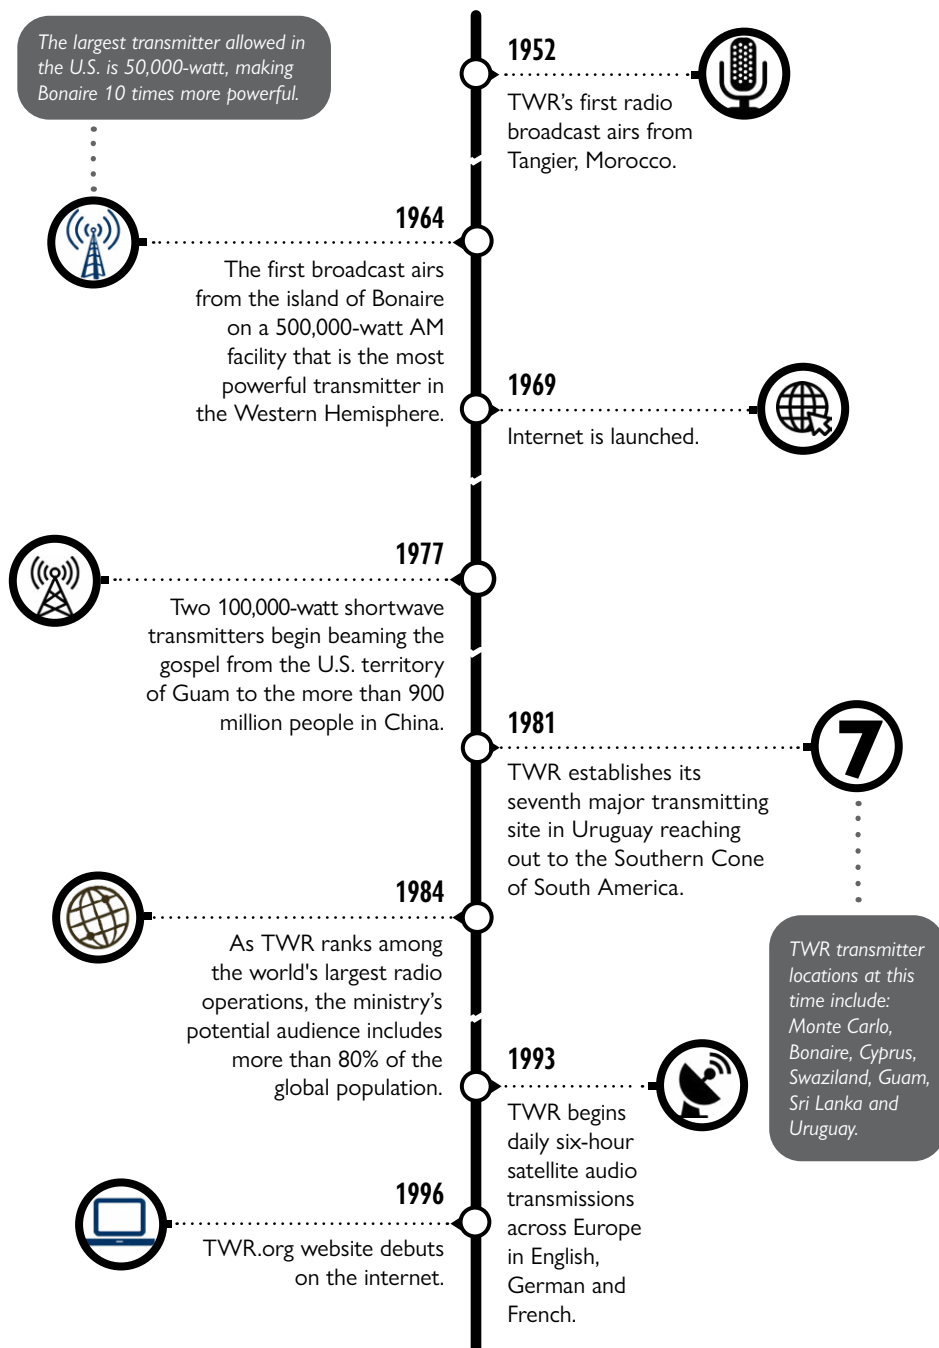 The largest transmitter allowed in
the U.S. is 50,000-watt, making
Bonaire 10 times more powerful.
1952
TWR’s first radio
broadcast airs from
Tangier, Morocco.
1964
The first broadcast airs
from the island of Bonaire
on a 500,000-watt AM
facility that is the most
powerful transmitter in
the Western Hemisphere.
1969
Internet is launched.
1977
Two 100,000-watt shortwave
transmitters begin beaming the
gospel from the U.S. territory
of Guam to the more than 900
million people in China.
1981
TWR establishes its
seventh major transmitting
site in Uruguay reaching
out to the Southern Cone
of South America.
7
TWR transmitter
locations at this
time include:
Monte Carlo,
Bonaire, Cyprus,
Swaziland, Guam,
Sri Lanka and
Uruguay.
1984
As TWR ranks among
the world's largest radio
operations, the ministry’s
potential audience includes
more than 80% of the
global population.
1993
TWR begins
daily six-hour
satellite audio
transmissions
across Europe
in English,
German and
French.
1996
TWR.org website debuts
on the internet.